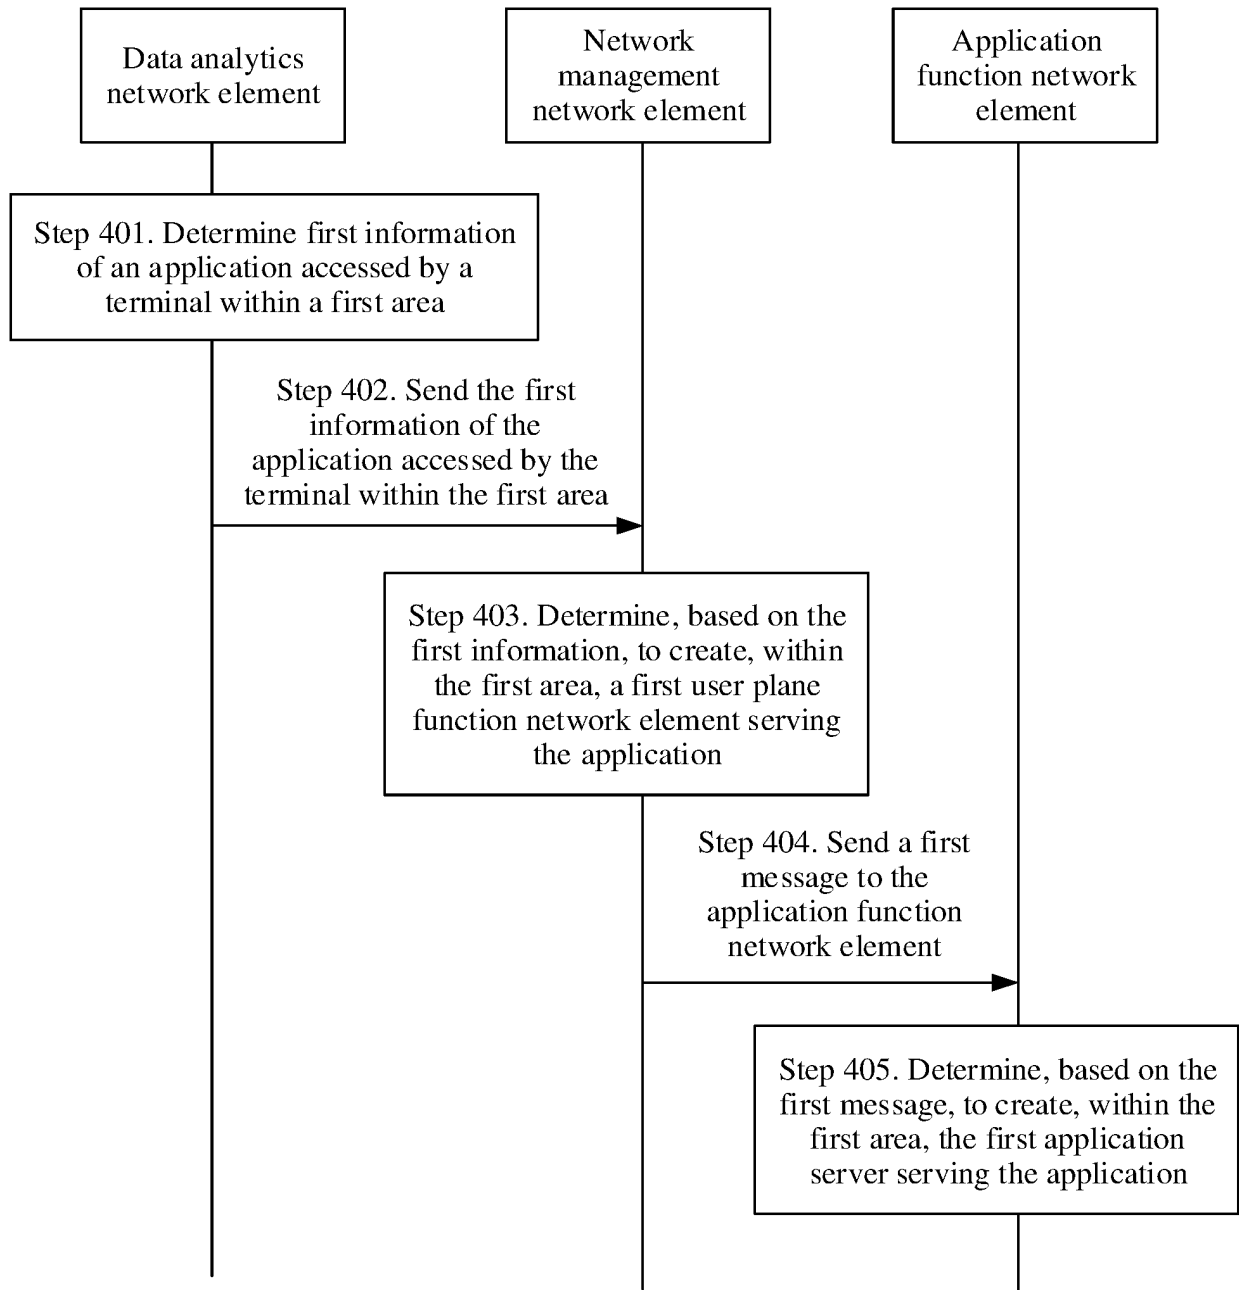 Data analytics
network element
Network
management
network element
Application
function network
element
Step 401. Determine first information
of an application accessed by a
terminal within a first area
Step 402. Send the first
information of the
application accessed by the
terminal within the first area
Step 403. Determine, based on the
first information, to create, within
the first area, a first user plane
function network element serving
the application
Step 404. Send a first
message to the
application function
network element
Step 405. Determine, based on the
first message, to create, within the
first area, the first application
server serving the application